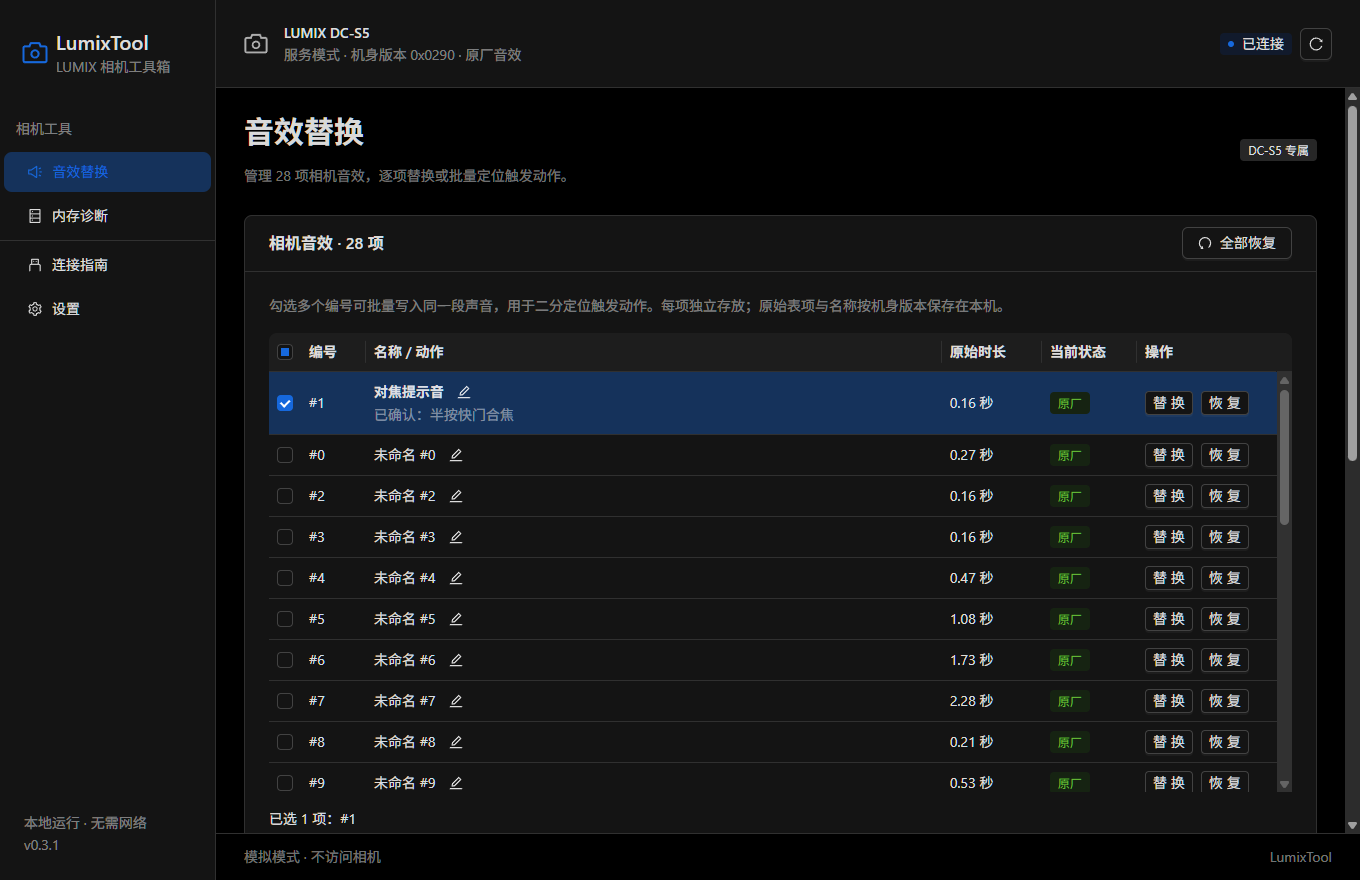 LumixTool
LUMIX 相机工具箱
相机工具
音效替换
内存诊断
连接指南
设置
本地运行 · 无需网络
v0.3.1
LUMIX DC-S5
服务模式 · 机身版本 0x0290 · 原厂音效
已连接
音效替换
管理 28 项相机音效，逐项替换或批量定位触发动作。
DC-S5 专属
相机音效 · 28 项
全部恢复
勾选多个编号可批量写入同一段声音，用于二分定位触发动作。每项独立存放；原始表项与名称按机身版本保存在本机。
编号 名称 / 动作 原始时长 当前状态 操作
#1 对焦提示音 0.16 秒 原厂 替 换 恢 复
已确认：半按快门合焦
#0 未命名 #0 0.27 秒 原厂 替 换 恢 复
#2 未命名 #2 0.16 秒 原厂 替 换 恢 复
#3 未命名 #3 0.16 秒 原厂 替 换 恢 复
#4 未命名 #4 0.47 秒 原厂 替 换 恢 复
#5 未命名 #5 1.08 秒 原厂 替 换 恢 复
#6 未命名 #6 1.73 秒 原厂 替 换 恢 复
#7 未命名 #7 2.28 秒 原厂 替 换 恢 复
#8 未命名 #8 0.21 秒 原厂 替 换 恢 复
#9 未命名 #9 0.53 秒 原厂 替 换 恢 复
已选 1 项：#1
模拟模式 · 不访问相机
LumixTool